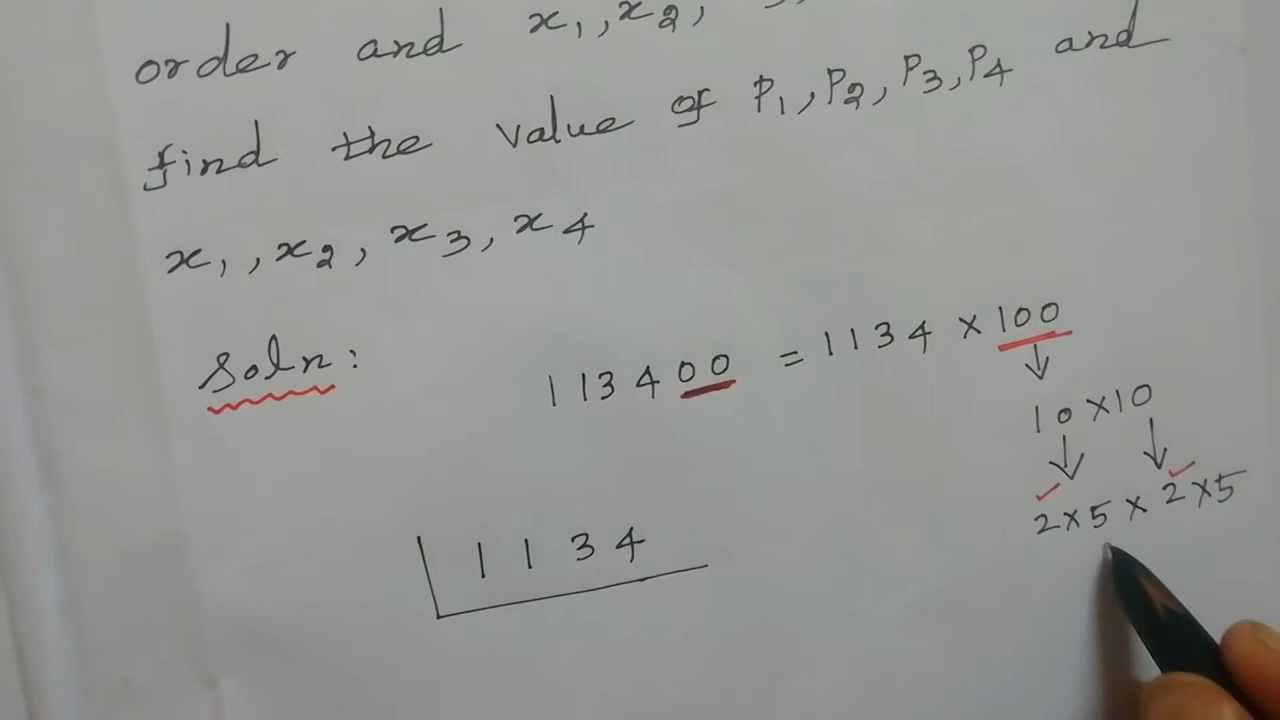 order and x₁, x₂,
find the value of P₁, P₂, P₃, P₄ and
x₁, x₂, x₃, x₄
Soln:
113400 = 1134 × 100
10 × 10
2 × 5 × 2 × 5
1134